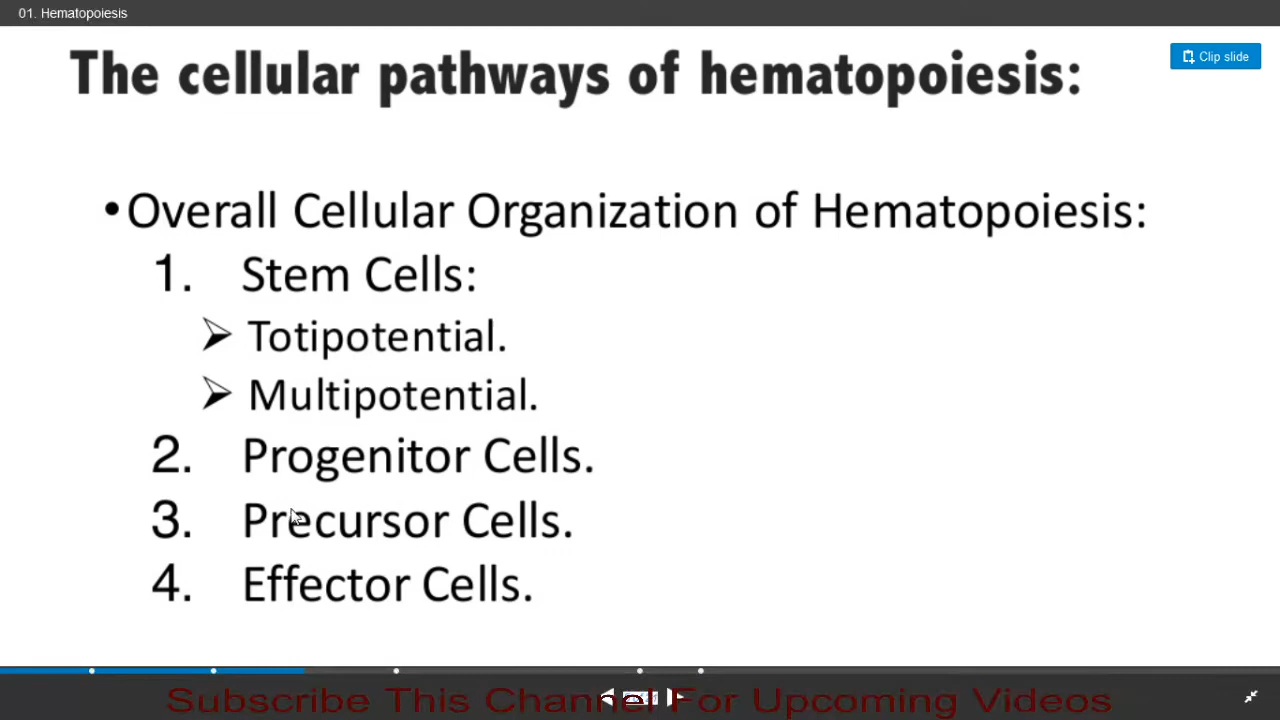 01. Hematopoiesis
The cellular pathways of hematopoiesis:
Clip slide
•Overall Cellular Organization of Hematopoiesis:
1. Stem Cells:
➢ Totipotential.
➢ Multipotential.
2. Progenitor Cells.
3. Precursor Cells.
4. Effector Cells.
Subscribe This Channel For Upcoming Videos